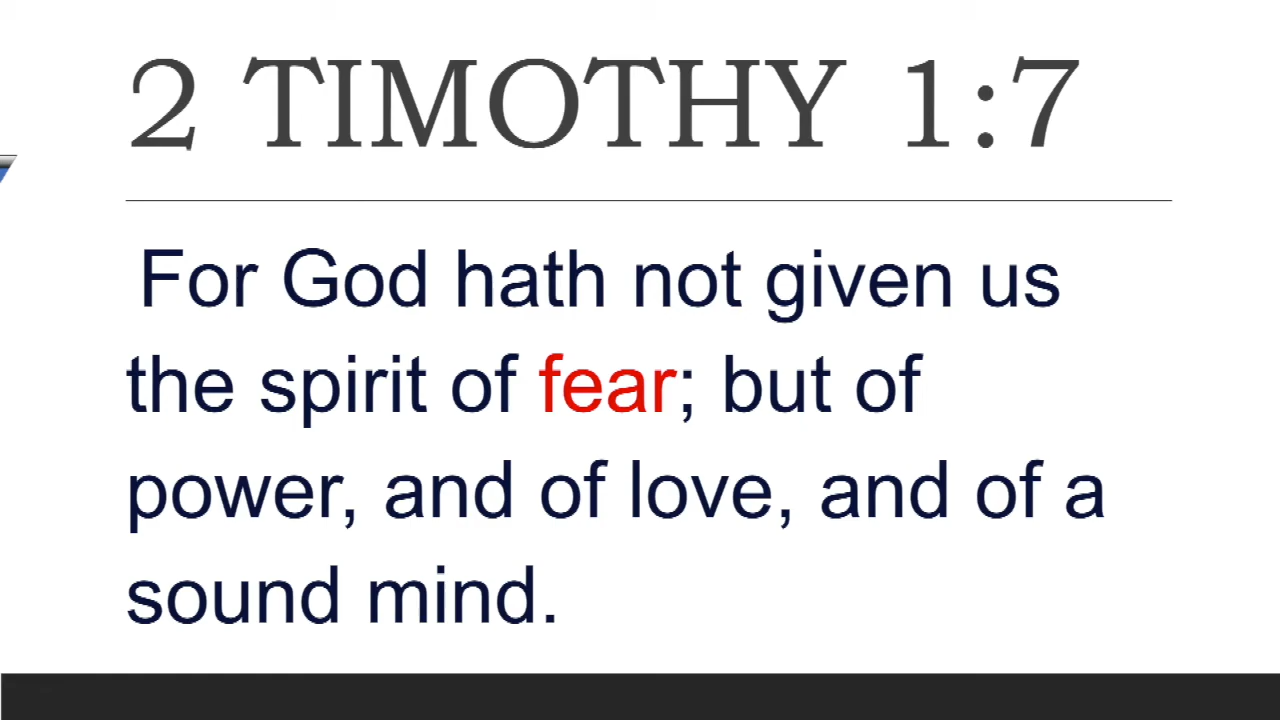 2 TIMOTHY 1:7
For God hath not given us
the spirit of fear; but of
power, and of love, and of a
sound mind.